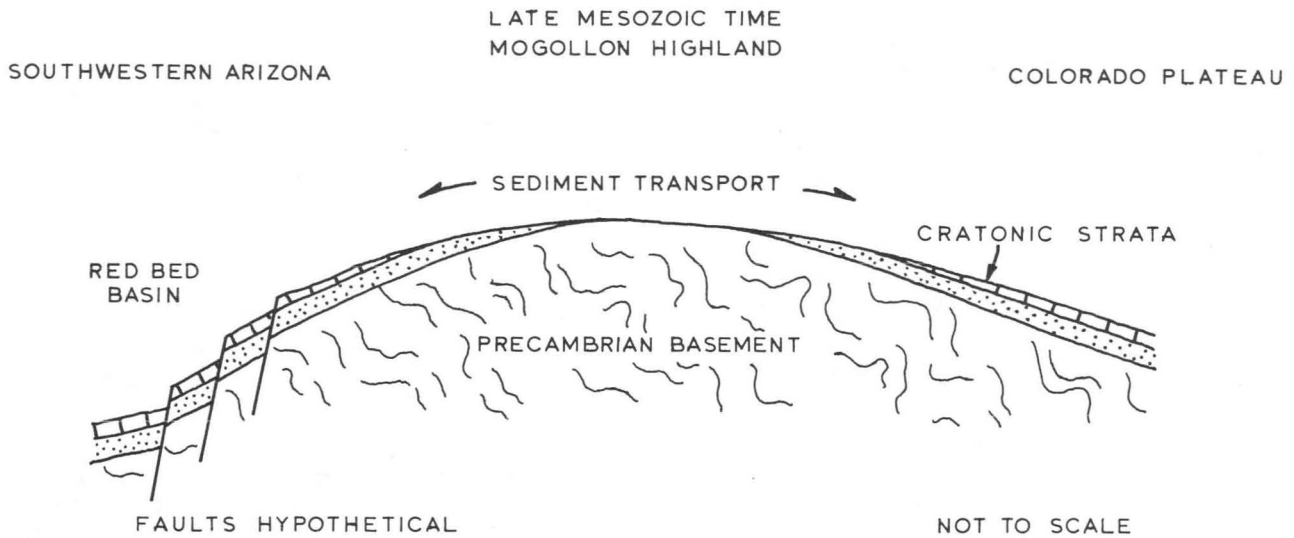 LATE MESOZOIC TIME
MOGOLLON HIGHLAND
SOUTHWESTERN ARIZONA
COLORADO PLATEAU
SEDIMENT TRANSPORT
CRATONIC STRATA
RED BED
BASIN
PRECAMBRIAN BASEMENT
FAULTS HYPOTHETICAL
NOT TO SCALE